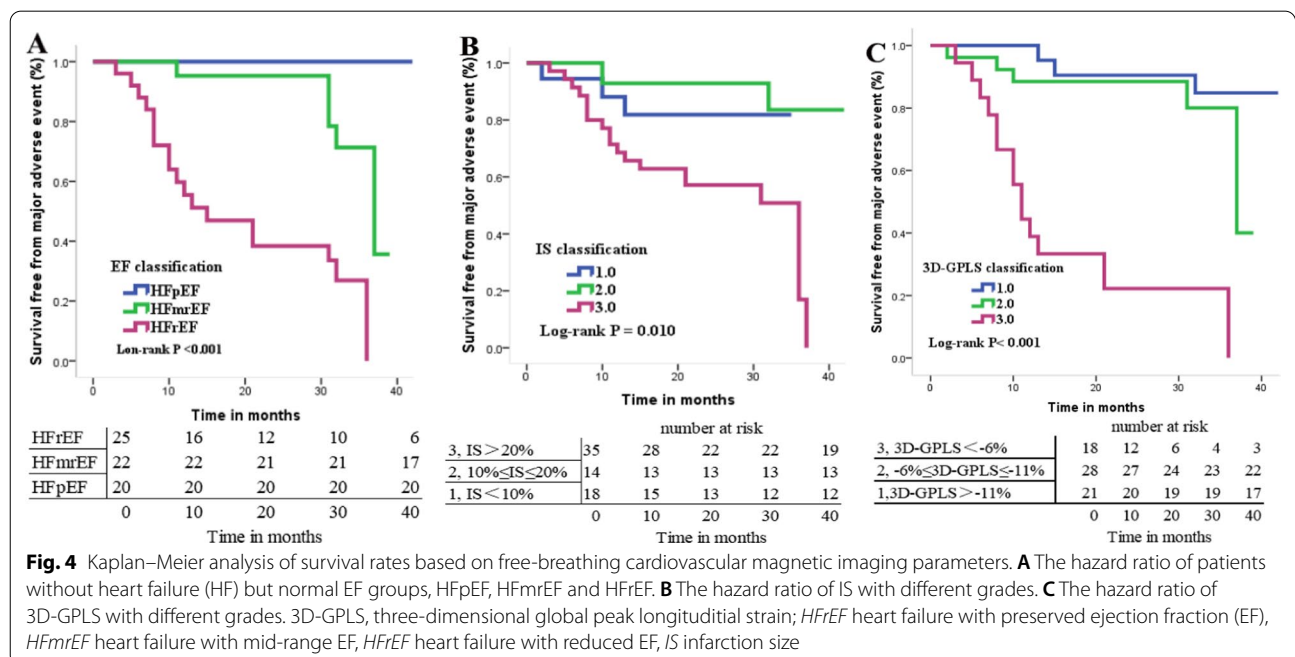 A
Survival free from major adverse event (%)
1.0
0.8
0.6
0.4
0.2
0.0
EF classification
HFpEF
HFmrEF
HFrEF
Lon-rank P <0.001
0 10 20 30 40
Time in months
HFrEF 25 16 12 10 6
HFmrEF 22 22 21 21 17
HFpEF 20 20 20 20 20
0 10 20 30 40
Time in months
B
Survival free from major adverse event (%)
1.0
0.8
0.6
0.4
0.2
0.0
IS classification
1.0
2.0
3.0
Log-rank P = 0.010
0 10 20 30 40
Time in months
number at risk
3, IS>20% 35 28 22 22 19
2, 10%≤IS≤20% 14 13 13 13 13
1, IS<10% 18 15 13 12 12
0 10 20 30 40
Time in months
C
Survival free from major adverse event (%)
1.0
0.8
0.6
0.4
0.2
0.0
3D-GPLS classification
1.0
2.0
3.0
Log-rank P< 0.001
0 10 20 30 40
Time in months
number at risk
3, 3D-GPLS<-6% 18 12 6 4 3
2, -6%≤3D-GPLS≤-11% 28 27 24 23 22
1,3D-GPLS>-11% 21 20 19 19 17
0 10 20 30 40
Time in months
Fig. 4 Kaplan–Meier analysis of survival rates based on free-breathing cardiovascular magnetic imaging parameters. A The hazard ratio of patients
without heart failure (HF) but normal EF groups, HFpEF, HFmrEF and HFrEF. B The hazard ratio of IS with different grades. C The hazard ratio of
3D-GPLS with different grades. 3D-GPLS, three-dimensional global peak longituditial strain; HFrEF heart failure with preserved ejection fraction (EF),
HFmrEF heart failure with mid-range EF, HFrEF heart failure with reduced EF, IS infarction size